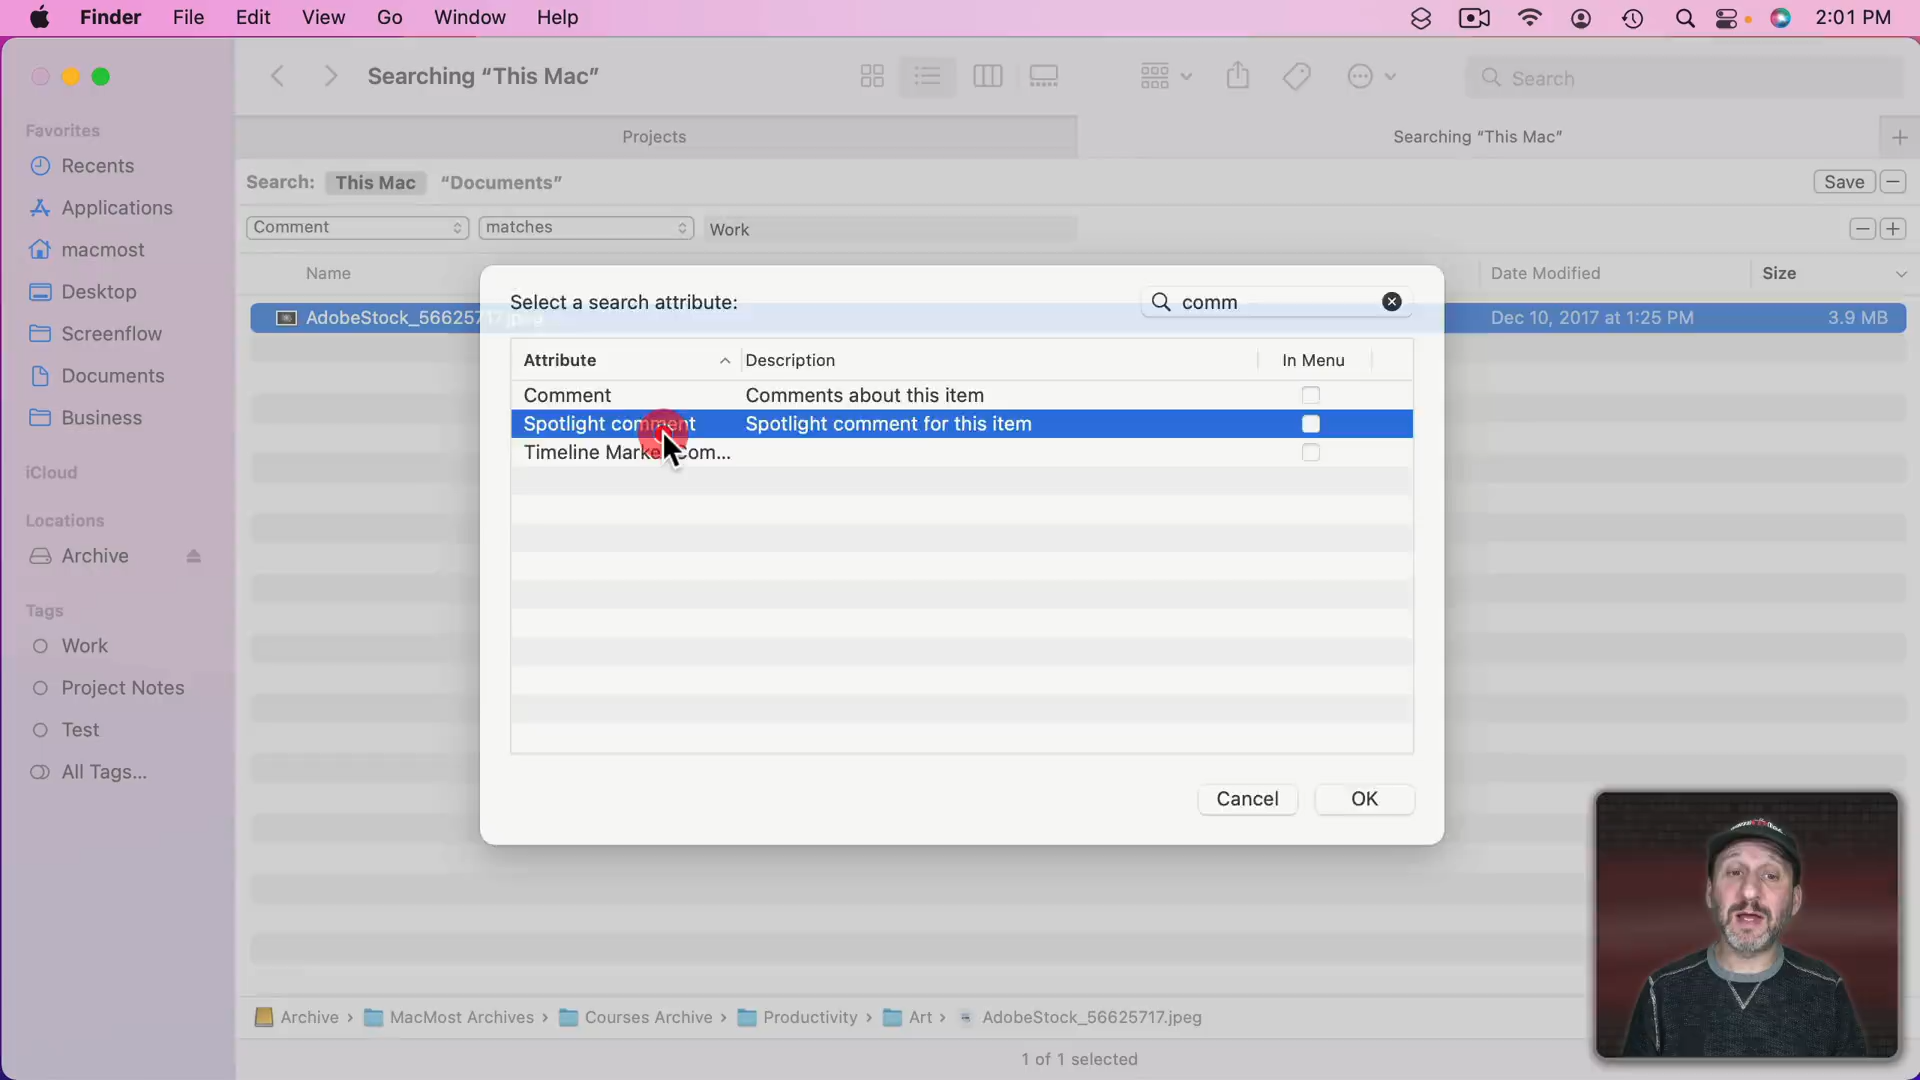 Finder File Edit View Go Window Help 2:01 PM
Searching “This Mac” Search
Projects Searching “This Mac” +
Favorites
Recents
Applications
macmost
Desktop
Screenflow
Documents
Business
iCloud
Locations
Archive
Tags
Work
Project Notes
Test
All Tags...
Search: This Mac “Documents” Save
Comment matches Work
Name Date Modified Size
AdobeStock_56625717.jpeg Dec 10, 2017 at 1:25 PM 3.9 MB
Select a search attribute: comm
Attribute Description In Menu
Comment Comments about this item
Spotlight comment Spotlight comment for this item
Timeline Marker Com...
Cancel OK
Archive › MacMost Archives › Courses Archive › Productivity › Art › AdobeStock_56625717.jpeg
1 of 1 selected